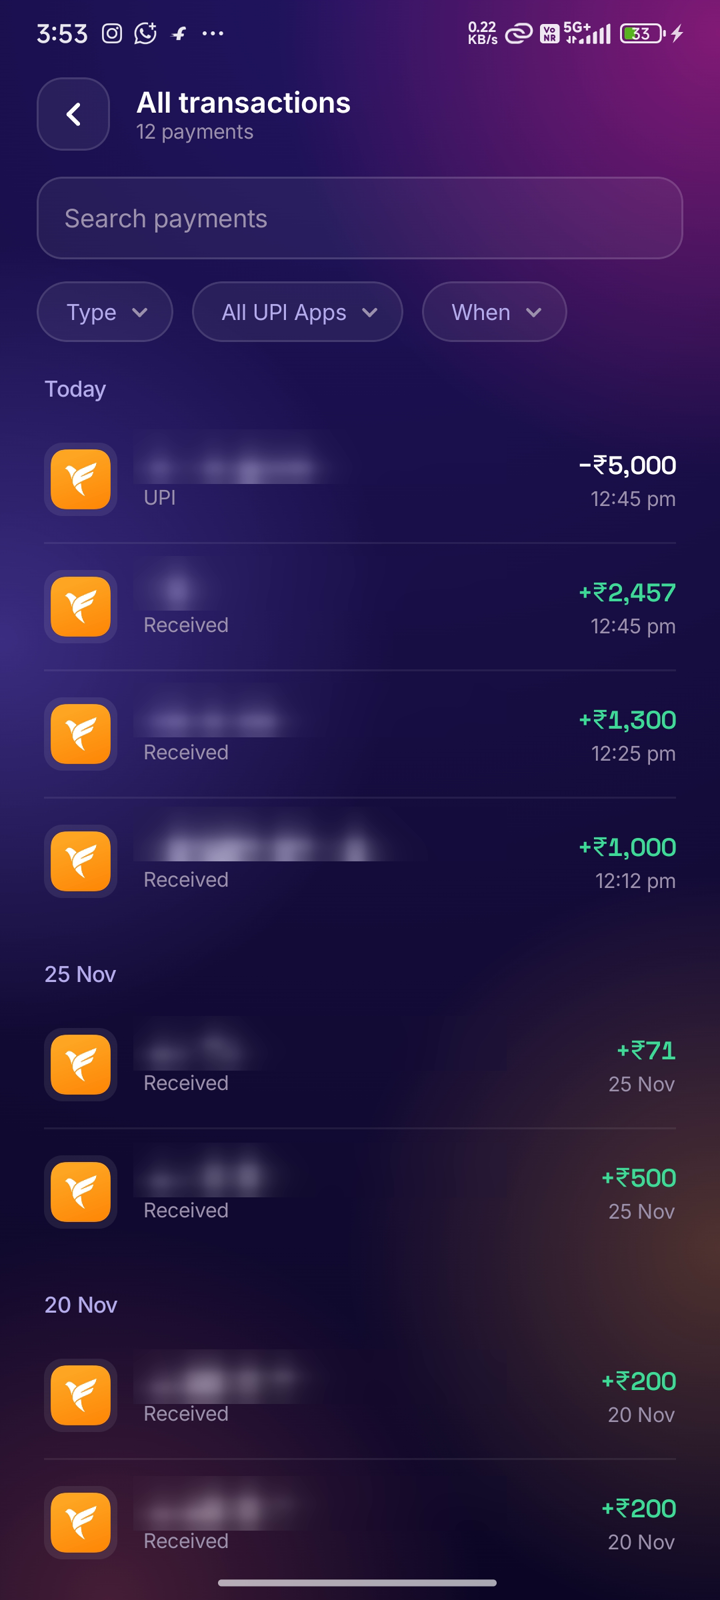 3:53
0.22
KB/s
Vo
NR
5G+
33
All transactions
12 payments
Search payments
Type
All UPI Apps
When
Today
-₹5,000
UPI
12:45 pm
+₹2,457
Received
12:45 pm
+₹1,300
Received
12:25 pm
+₹1,000
Received
12:12 pm
25 Nov
+₹71
Received
25 Nov
+₹500
Received
25 Nov
20 Nov
+₹200
Received
20 Nov
+₹200
Received
20 Nov